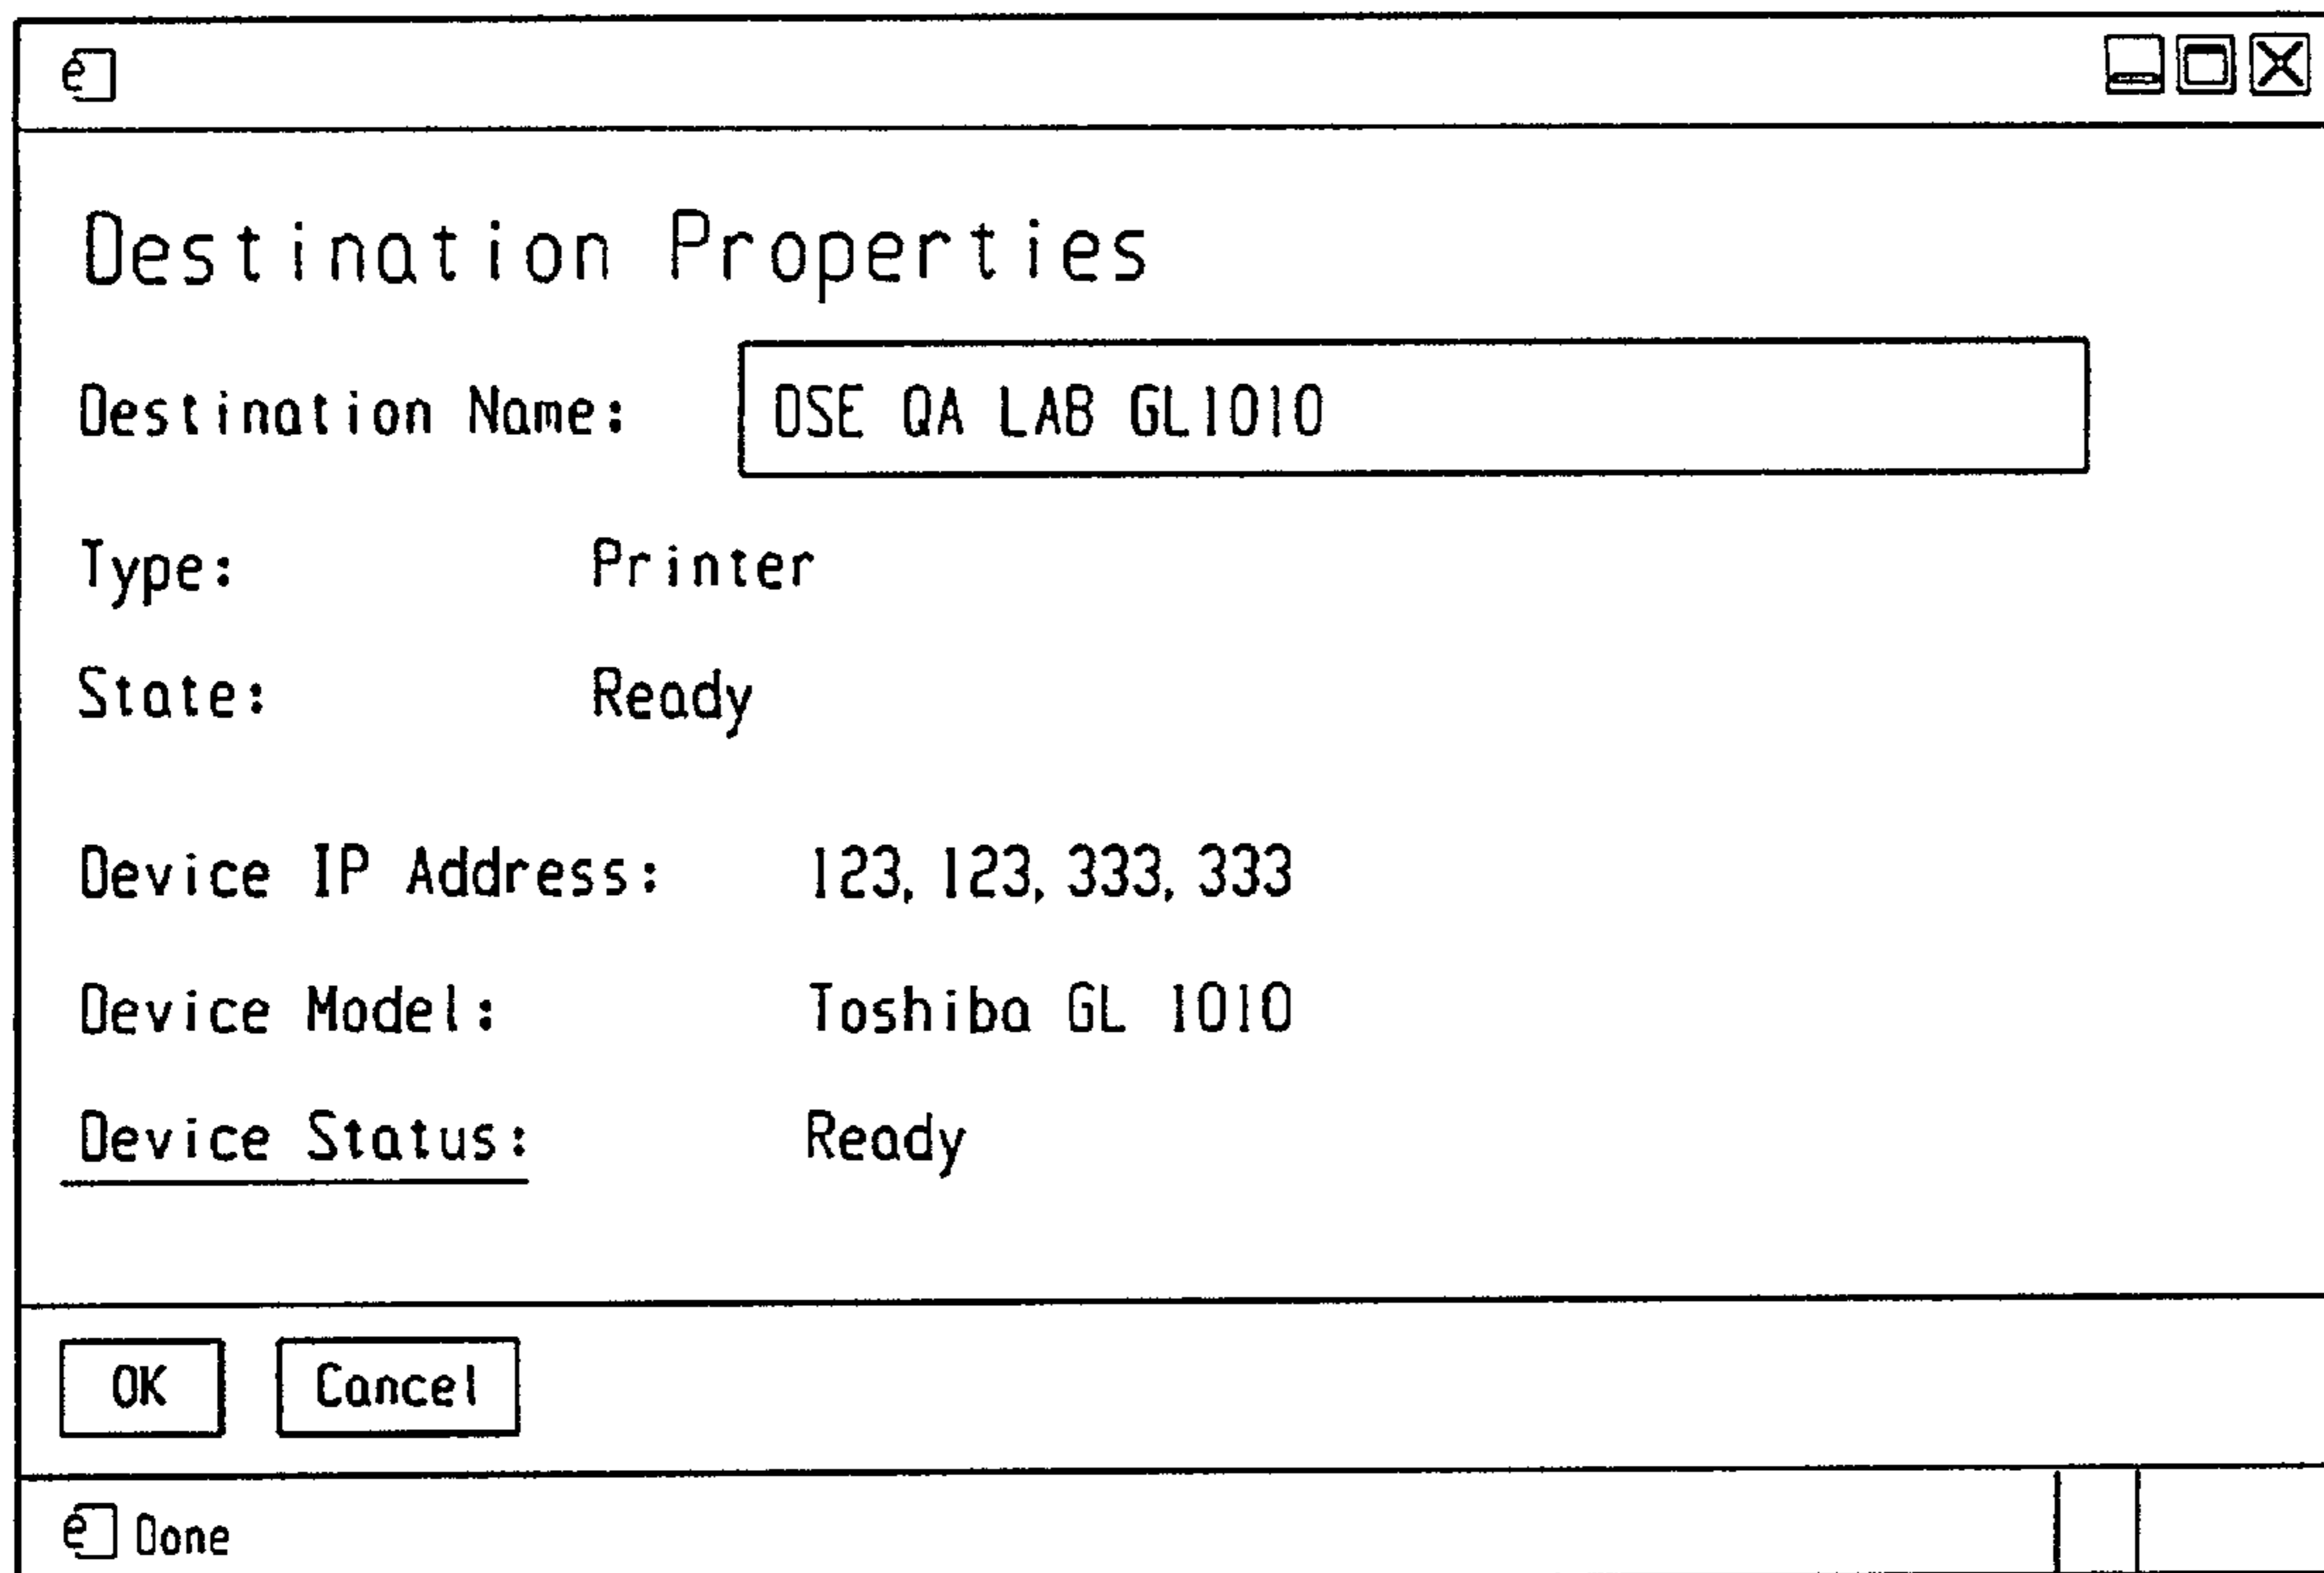 Destination Properties
Destination Name: OSE QA LAB GL1010
Type: Printer
State: Ready
Device IP Address: 123, 123, 333, 333
Device Model: Toshiba GL 1010
Device Status: Ready
OK Cancel
e Done